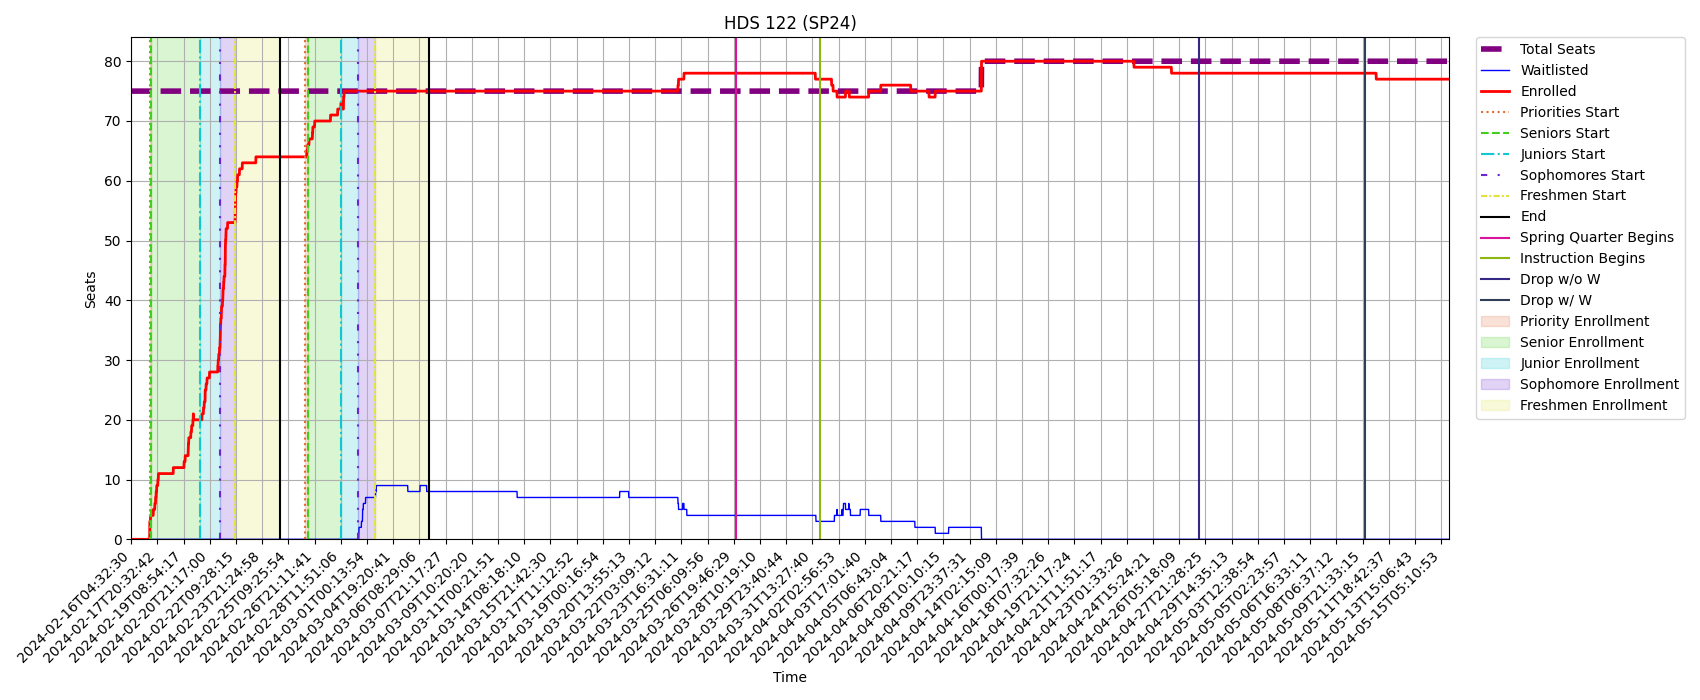 HDS 122 (SP24)
Seats
80
70
60
50
40
30
20
10
0
2024-02-16T04:32:30
2024-02-17T20:32:42
2024-02-19T08:54:17
2024-02-20T21:17:00
2024-02-22T09:28:15
2024-02-23T21:24:58
2024-02-25T09:25:54
2024-02-26T21:11:41
2024-02-28T11:51:06
2024-03-01T00:13:54
2024-03-04T19:20:41
2024-03-06T08:29:06
2024-03-07T21:17:27
2024-03-09T10:20:20
2024-03-11T00:21:51
2024-03-14T08:18:10
2024-03-15T21:42:30
2024-03-17T11:12:52
2024-03-19T00:16:54
2024-03-20T13:55:13
2024-03-22T03:09:12
2024-03-23T16:31:11
2024-03-25T06:09:56
2024-03-26T19:46:29
2024-03-28T10:19:10
2024-03-29T23:40:44
2024-03-31T13:27:40
2024-04-02T02:56:53
2024-04-03T17:01:40
2024-04-05T06:43:04
2024-04-06T20:21:17
2024-04-08T10:10:15
2024-04-09T23:37:31
2024-04-14T02:15:09
2024-04-16T00:17:39
2024-04-18T07:32:26
2024-04-19T21:17:24
2024-04-21T11:51:17
2024-04-23T01:33:26
2024-04-24T15:24:21
2024-04-26T05:18:09
2024-04-27T21:28:25
2024-04-29T14:35:13
2024-05-03T12:38:54
2024-05-05T02:23:57
2024-05-06T16:33:11
2024-05-08T06:37:12
2024-05-09T21:33:15
2024-05-11T18:42:37
2024-05-13T15:06:43
2024-05-15T05:10:53
Time
Total Seats
Waitlisted
Enrolled
Priorities Start
Seniors Start
Juniors Start
Sophomores Start
Freshmen Start
End
Spring Quarter Begins
Instruction Begins
Drop w/o W
Drop w/ W
Priority Enrollment
Senior Enrollment
Junior Enrollment
Sophomore Enrollment
Freshmen Enrollment